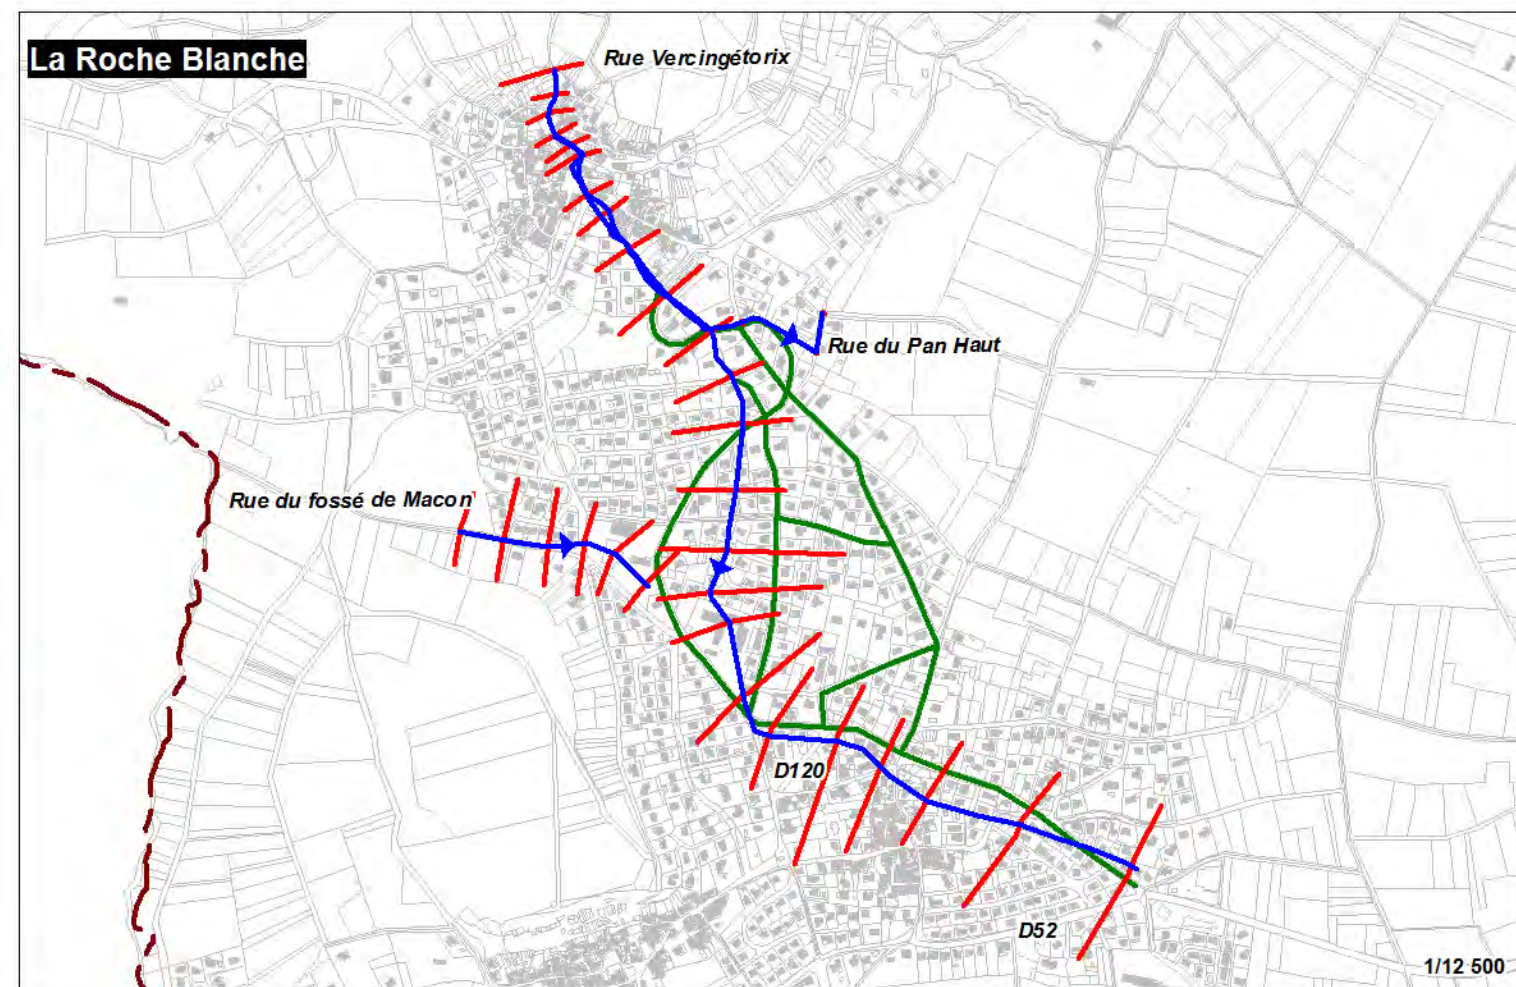 La Roche Blanche
Rue Vercingétorix
Rue du Pan Haut
Rue du fossé de Macon
D120
D52
1/12 500